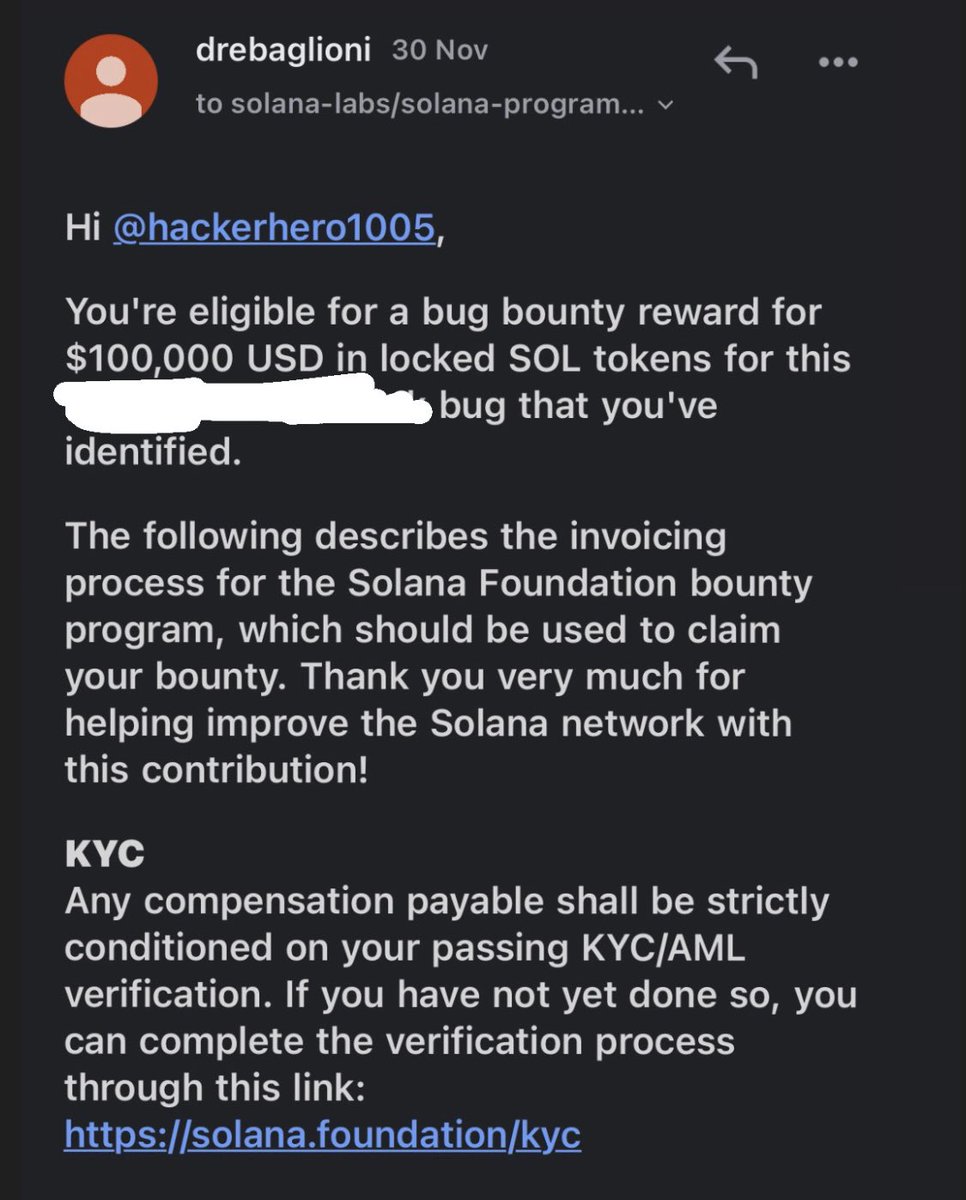 drebaglioni 30 Nov
to solana-labs/solana-program...
Hi @hackerhero1005,
You're eligible for a bug bounty reward for
$100,000 USD in locked SOL tokens for this
bug that you've
identified.
The following describes the invoicing
process for the Solana Foundation bounty
program, which should be used to claim
your bounty. Thank you very much for
helping improve the Solana network with
this contribution!
KYC
Any compensation payable shall be strictly
conditioned on your passing KYC/AML
verification. If you have not yet done so, you
can complete the verification process
through this link:
https://solana.foundation/kyc